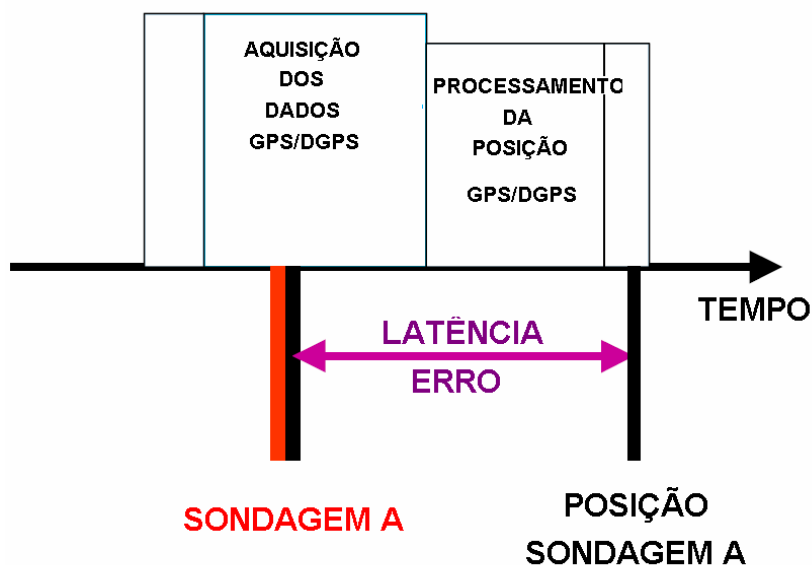 AQUISIÇÃO
DOS
DADOS
GPS/DGPS
PROCESSAMENTO
DA
POSIÇÃO
GPS/DGPS
TEMPO
LATÊNCIA
ERRO
SONDAGEM A
POSIÇÃO
SONDAGEM A